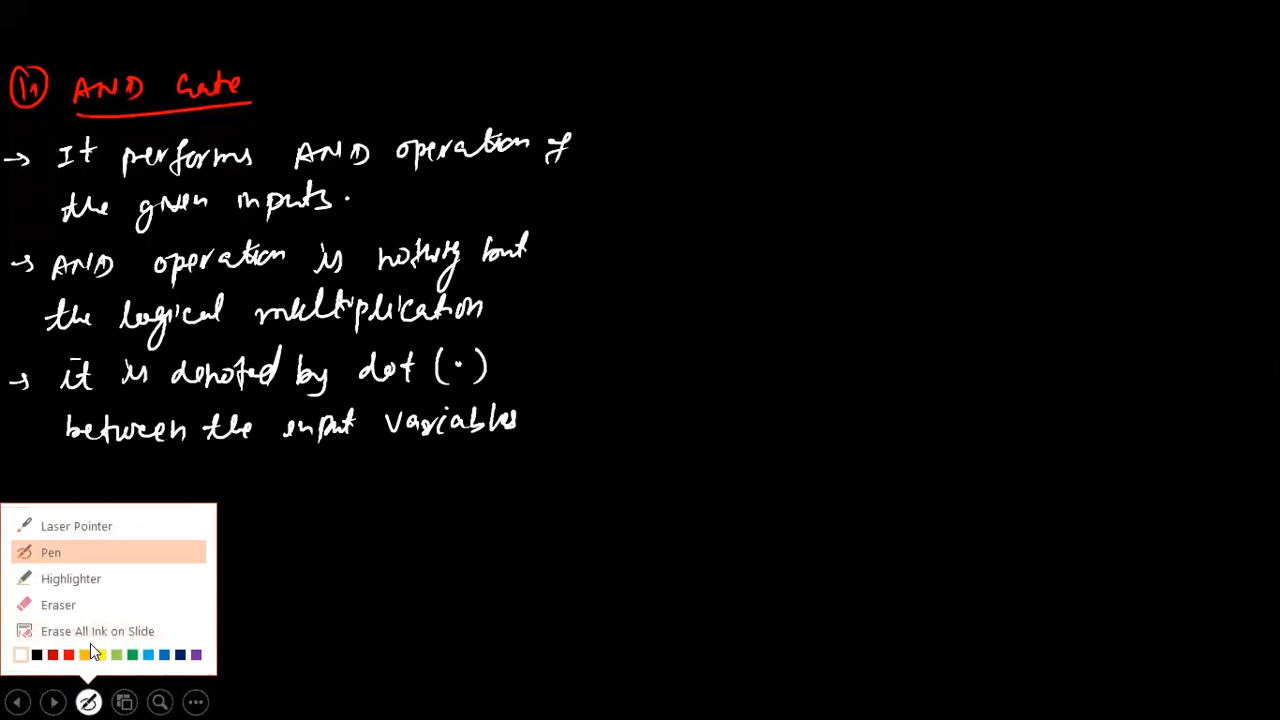 1. AND Gate
→ It performs AND operation of
the given inputs.
→ AND operation is nothing but
the logical multiplication
→ it is denoted by dot (.)
between the input variables
Laser Pointer
Pen
Highlighter
Eraser
Erase All Ink on Slide